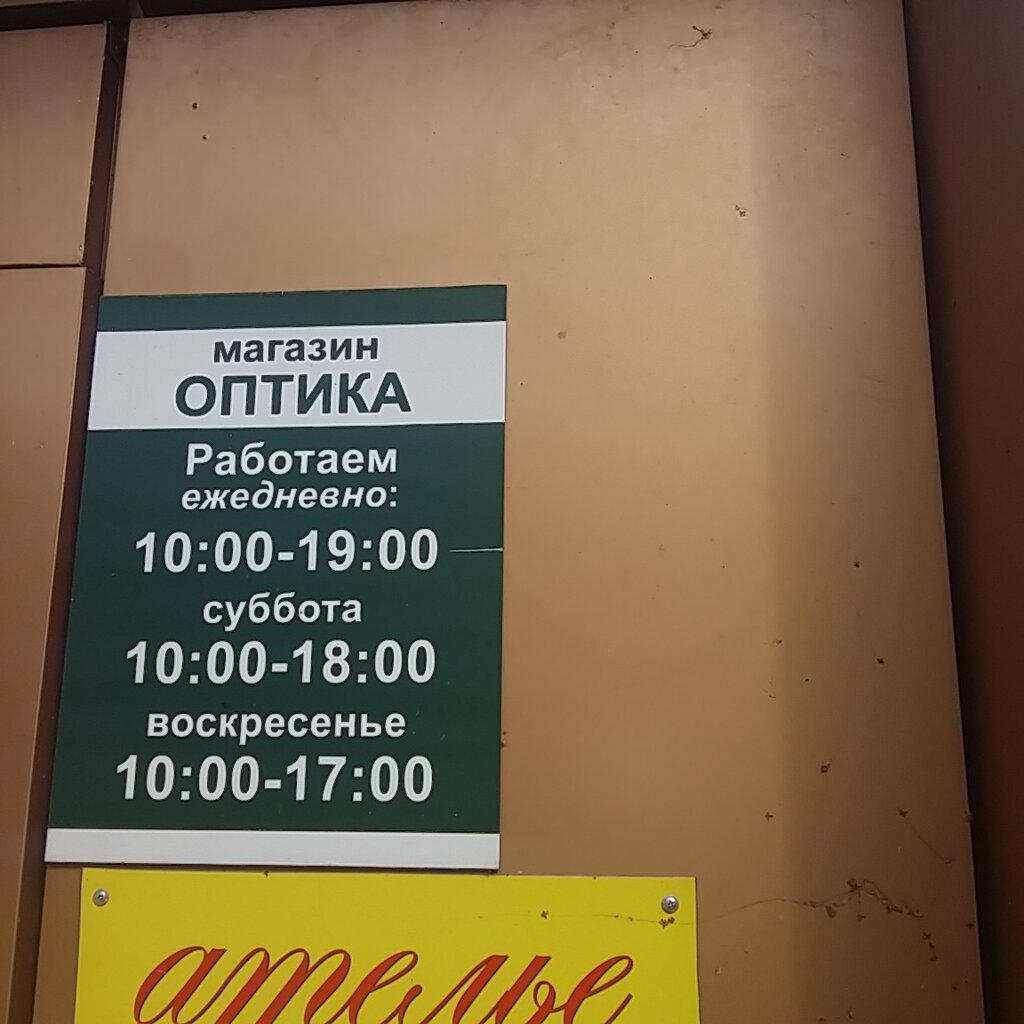 магазин
ОПТИКА
Работаем
ежедневно:
10:00-19:00
суббота
10:00-18:00
воскресенье
10:00-17:00
ателье